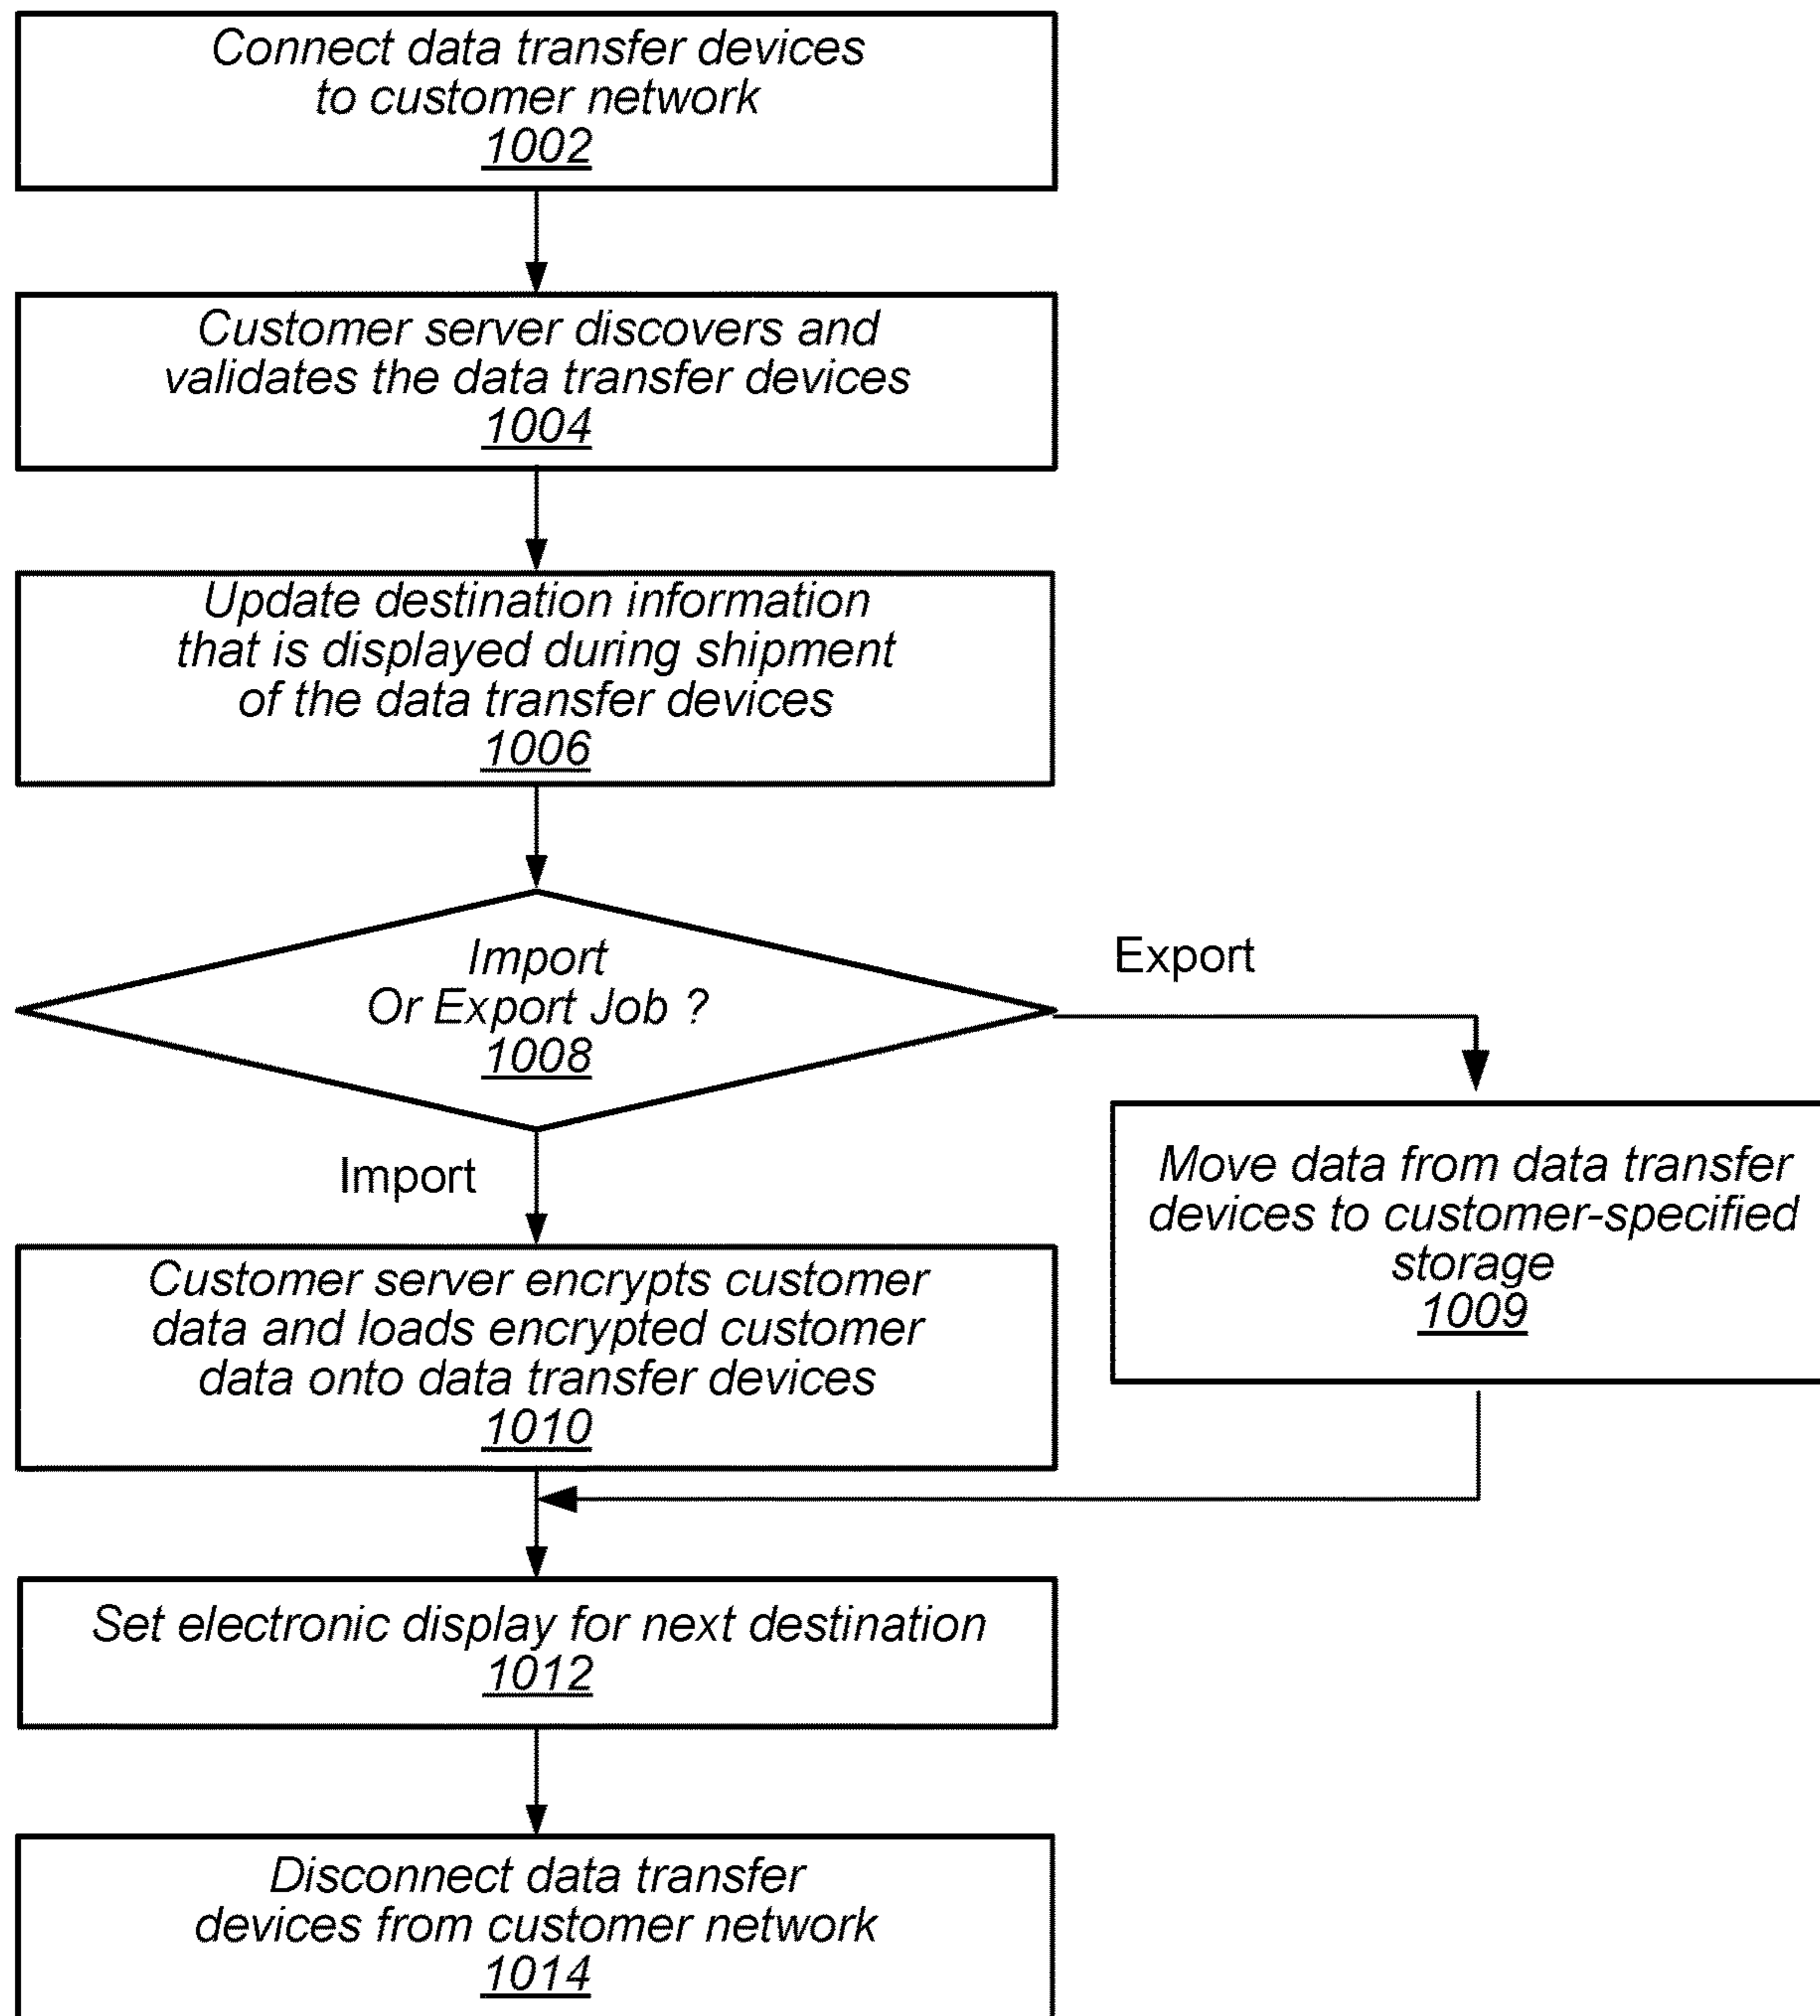 Connect data transfer devices
to customer network
1002
Customer server discovers and
validates the data transfer devices
1004
Update destination information
that is displayed during shipment
of the data transfer devices
1006
Import
Or Export Job ?
1008
Export
Import
Move data from data transfer
devices to customer-specified
storage
1009
Customer server encrypts customer
data and loads encrypted customer
data onto data transfer devices
1010
Set electronic display for next destination
1012
Disconnect data transfer
devices from customer network
1014